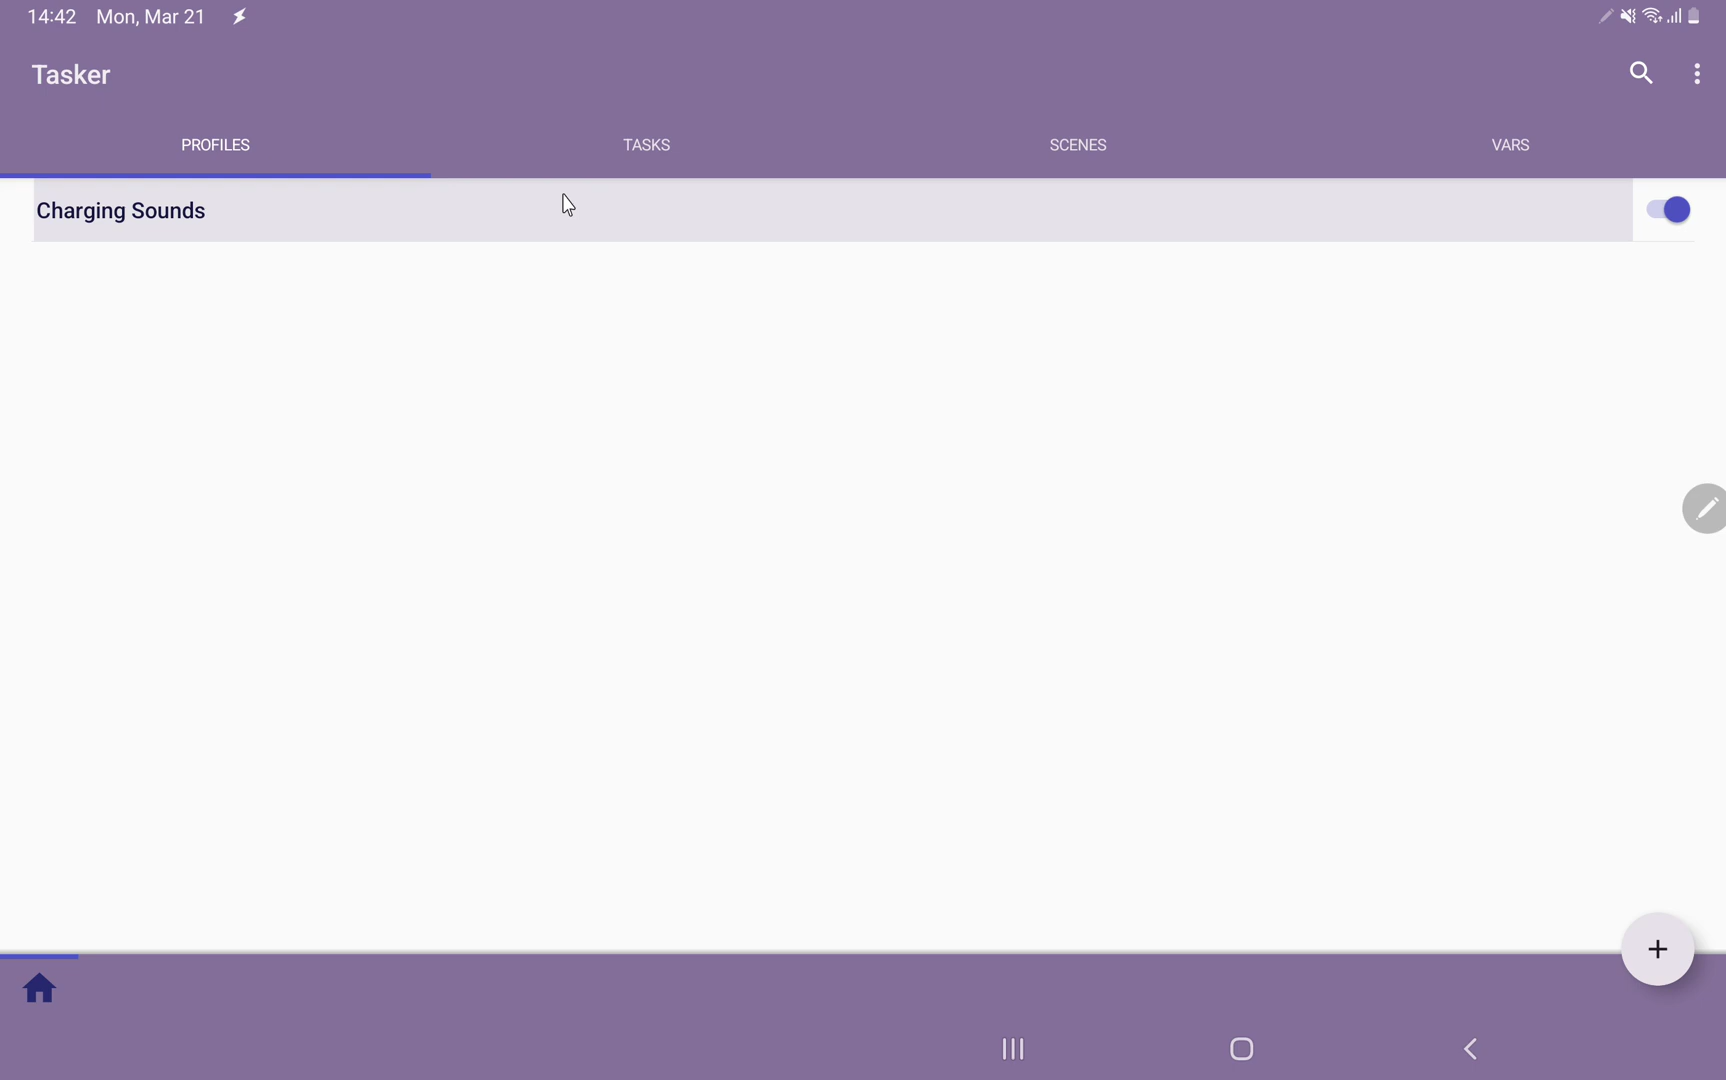 14:42 Mon, Mar 21
Tasker
PROFILES TASKS SCENES VARS
Charging Sounds